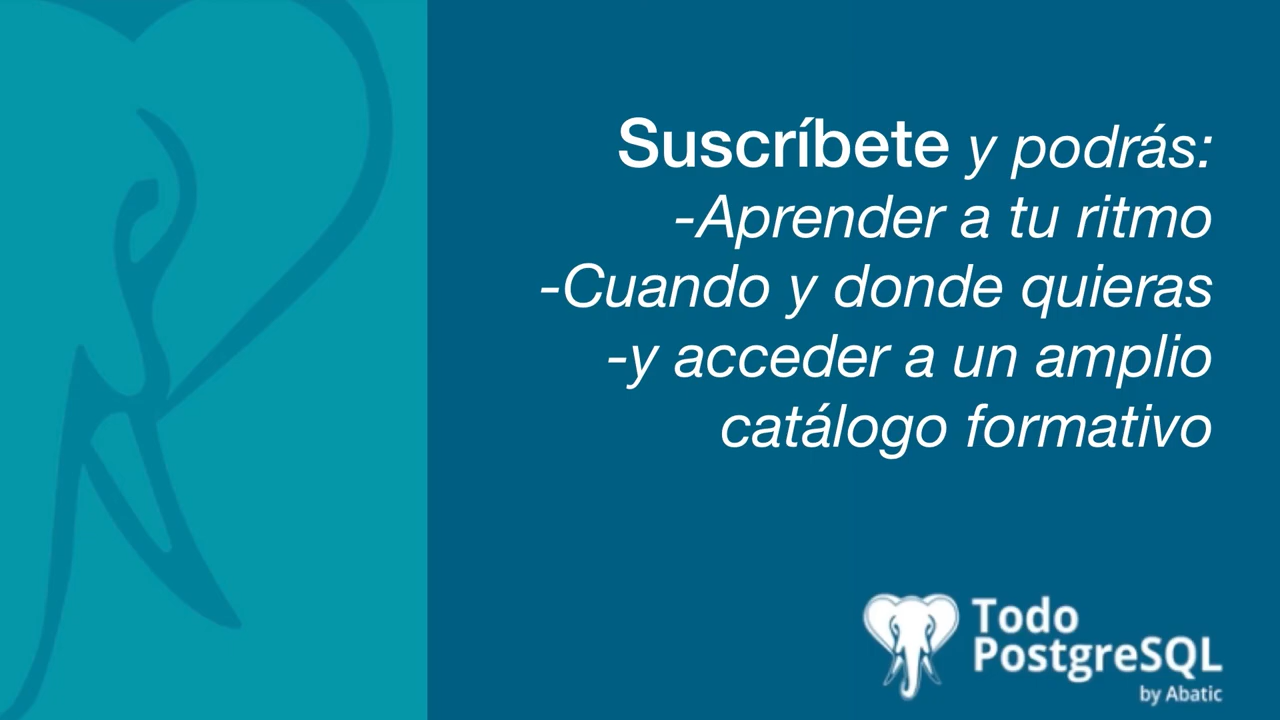 Suscríbete y podrás:
-Aprender a tu ritmo
-Cuando y donde quieras
-y acceder a un amplio
catálogo formativo
Todo
PostgreSQL
by Abatic